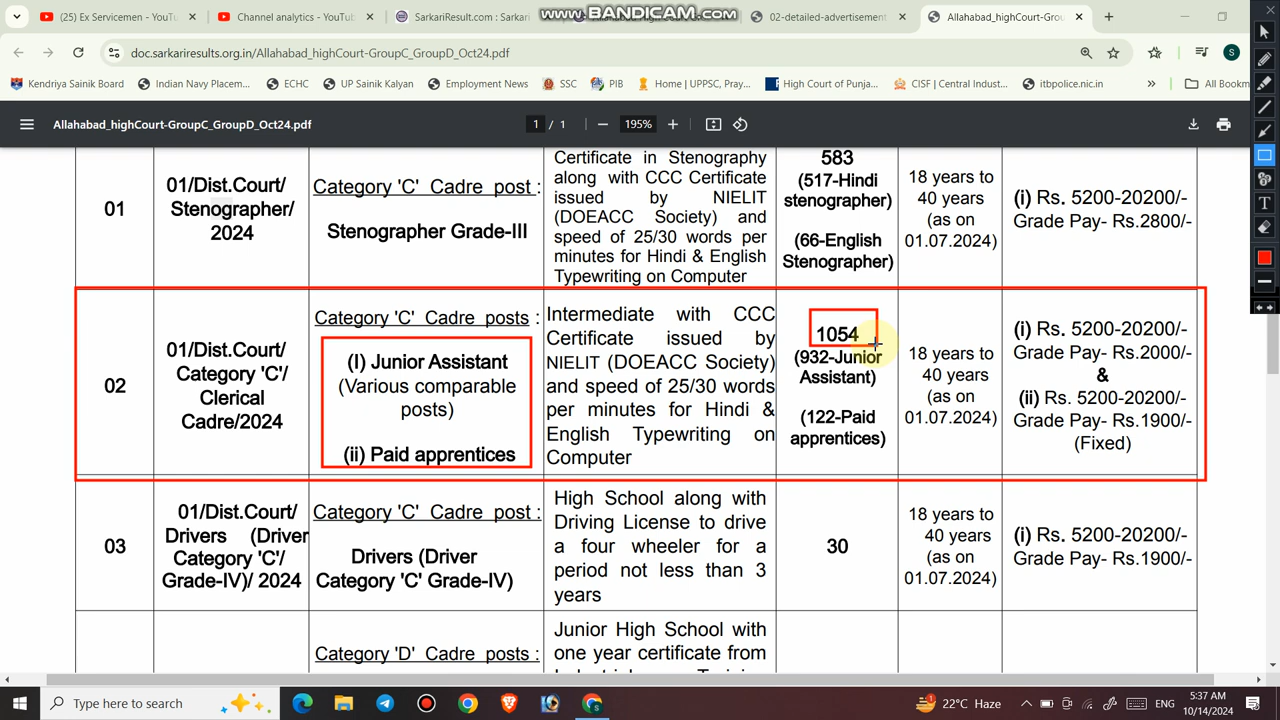 (25) Ex Servicemen - YouTu
Channel analytics - YouTube
SarkariResult.com : Sarkari
WWW.BANDICAM.COM
02-detailed-advertisement
Allahabad_highCourt-Grou
doc.sarkariresults.org.in/Allahabad_highCourt-GroupC_GroupD_Oct24.pdf
S
Kendriya Sainik Board
Indian Navy Placem...
ECHC
UP Sainik Kalyan
Employment News
SSC
PIB
Home | UPPSC, Pray...
High Court of Punja...
CISF | Central Indust...
itbpolice.nic.in
»
All Bookm
Allahabad_highCourt-GroupC_GroupD_Oct24.pdf
1 / 1
195%
01
01/Dist.Court/
Stenographer/
2024
Category 'C' Cadre post :
Stenographer Grade-III
Certificate in Stenography
along with CCC Certificate
issued by NIELIT
(DOEACC Society) and
speed of 25/30 words per
minutes for Hindi & English
Typewriting on Computer
583
(517-Hindi
stenographer)
(66-English
Stenographer)
18 years to
40 years
(as on
01.07.2024)
(i) Rs. 5200-20200/-
Grade Pay- Rs.2800/-
02
01/Dist.Court/
Category 'C'/
Clerical
Cadre/2024
Category 'C' Cadre posts :
(I) Junior Assistant
(Various comparable
posts)
(ii) Paid apprentices
Intermediate with CCC
Certificate issued by
NIELIT (DOEACC Society)
and speed of 25/30 words
per minutes for Hindi &
English Typewriting on
Computer
1054
(932-Junior
Assistant)
(122-Paid
apprentices)
18 years to
40 years
(as on
01.07.2024)
(i) Rs. 5200-20200/-
Grade Pay- Rs.2000/-
&
(ii) Rs. 5200-20200/-
Grade Pay- Rs.1900/-
(Fixed)
03
01/Dist.Court/
Drivers (Driver
Category 'C'/
Grade-IV)/ 2024
Category 'C' Cadre post :
Drivers (Driver
Category 'C' Grade-IV)
High School along with
Driving License to drive
a four wheeler for a
period not less than 3
years
30
18 years to
40 years
(as on
01.07.2024)
(i) Rs. 5200-20200/-
Grade Pay- Rs.1900/-
Category 'D' Cadre posts :
Junior High School with
one year certificate from
Type here to search
22°C Haze
ENG
5:37 AM
10/14/2024